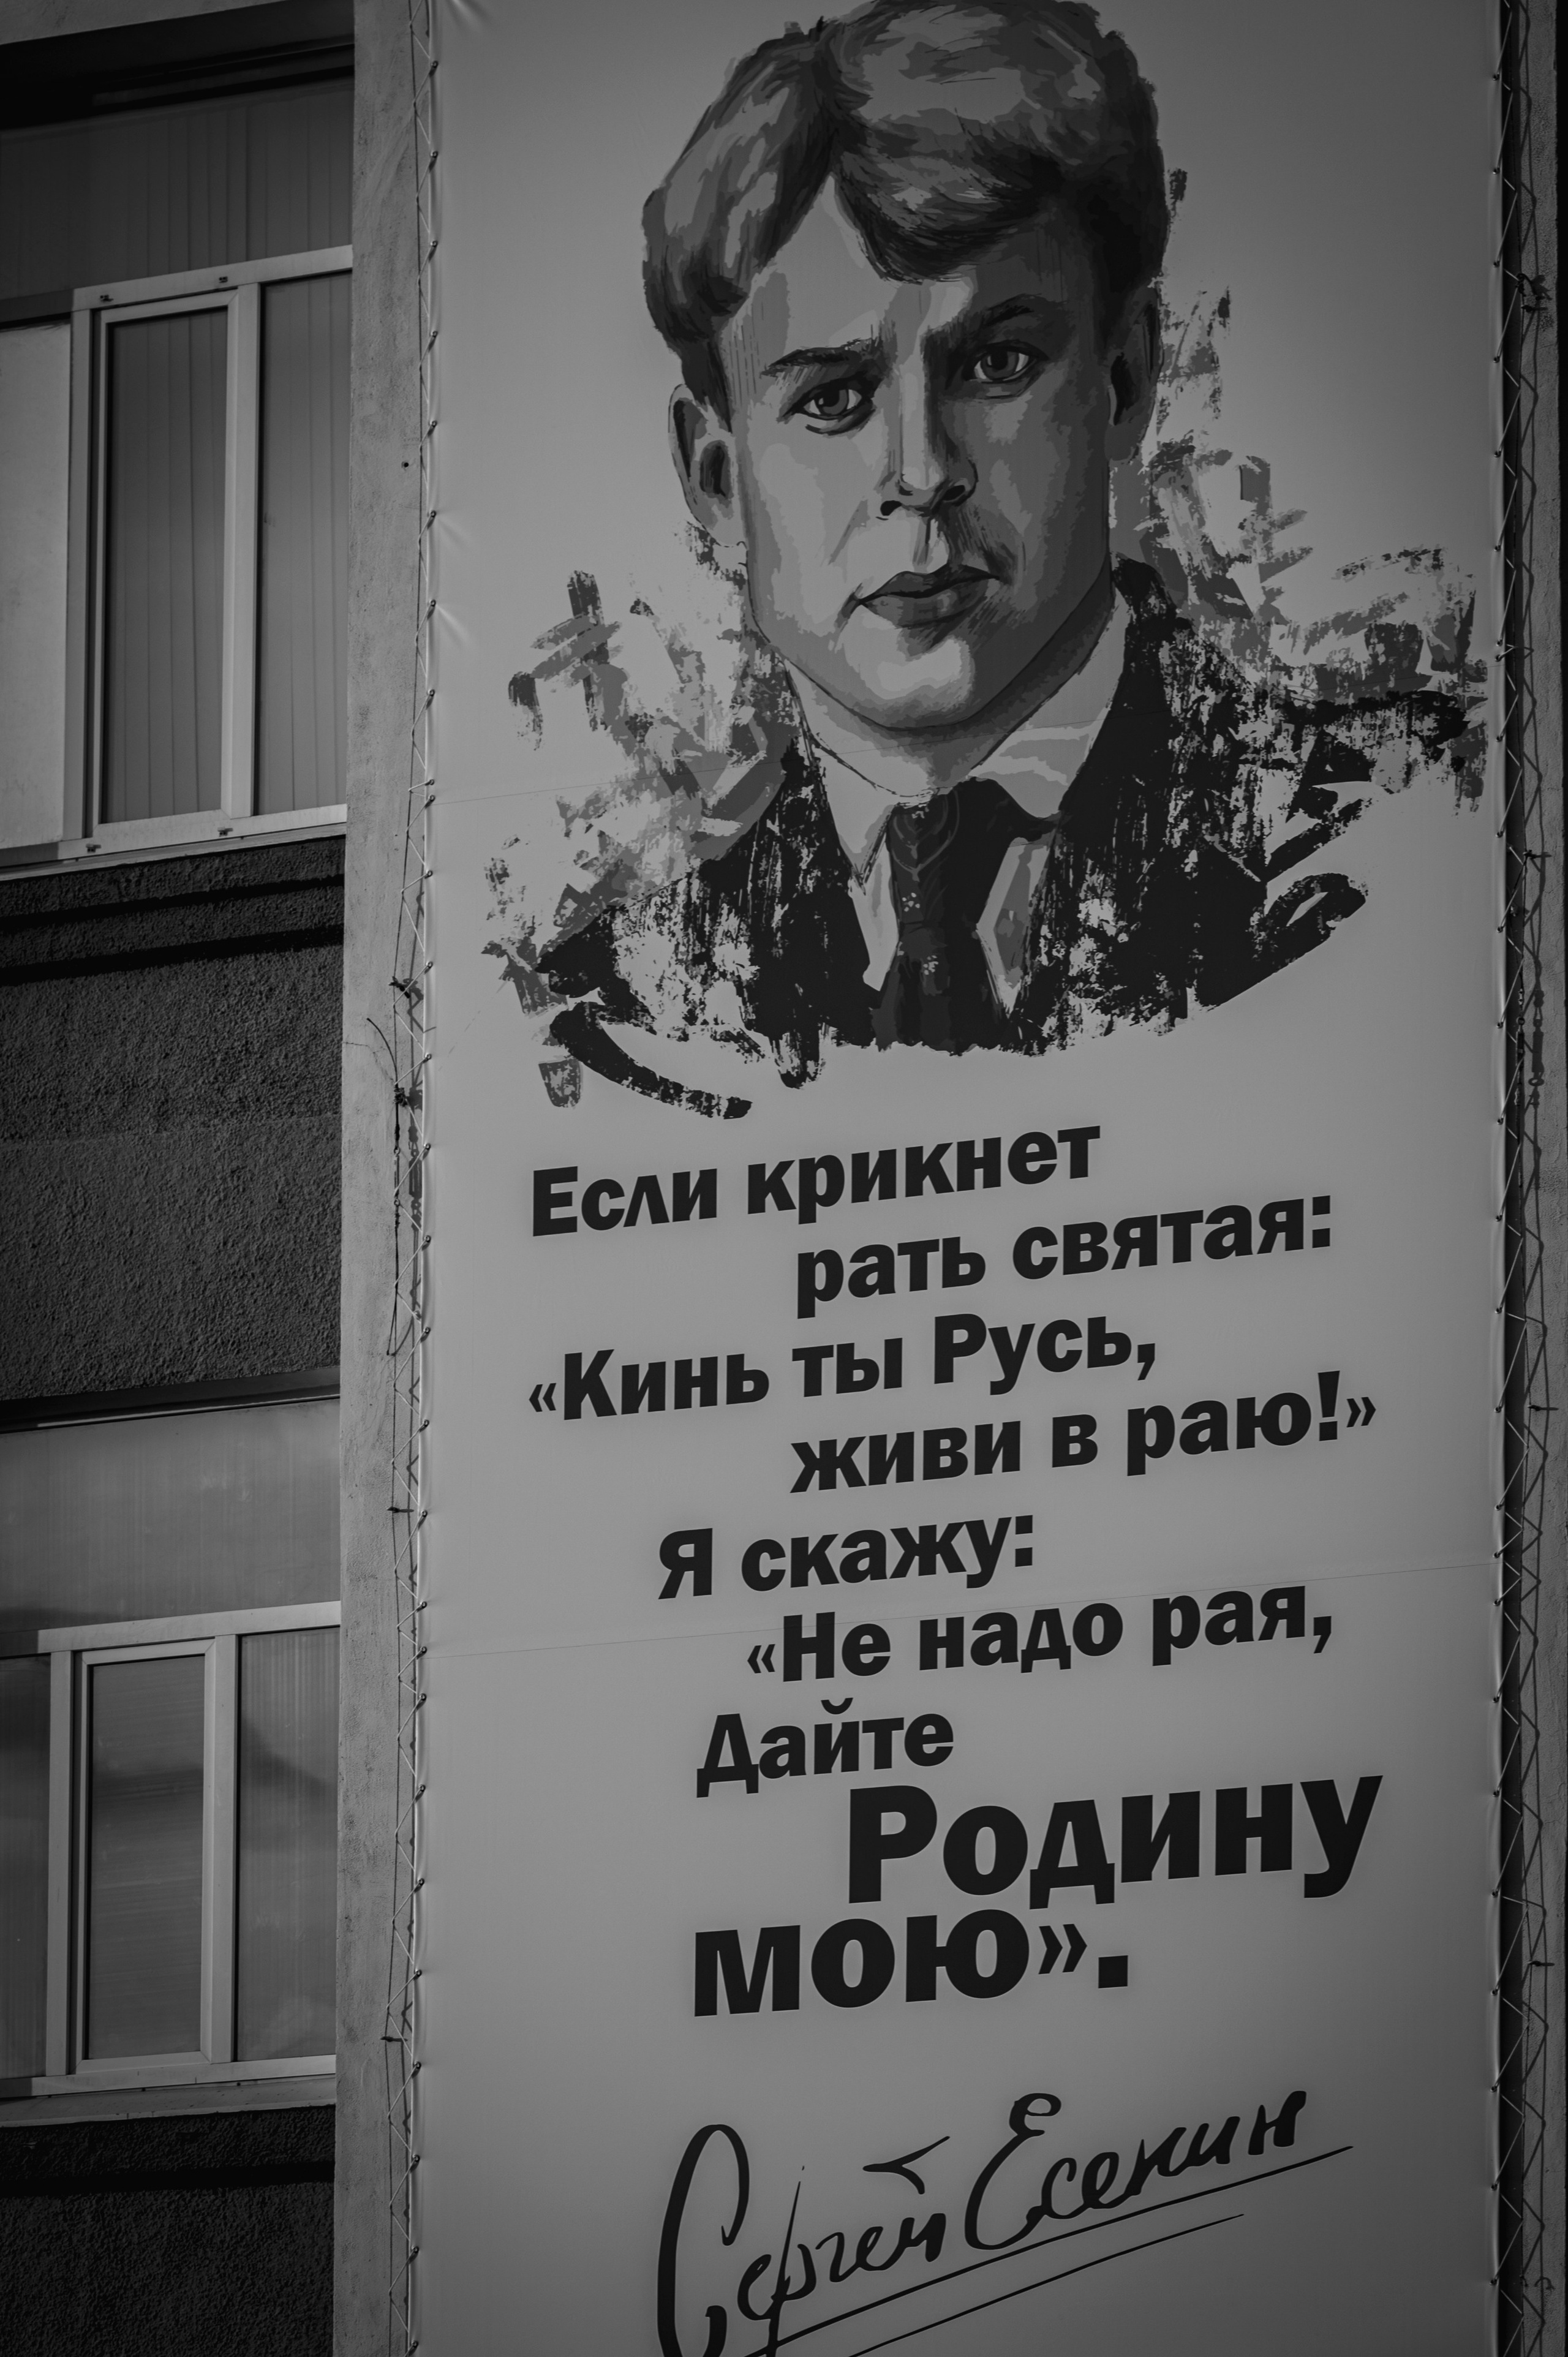 Если крикнет
рать святая:
«Кинь ты Русь,
живи в раю!»
Я скажу:
«Не надо рая,
Дайте
Родину
мою».
Сергей Есенин